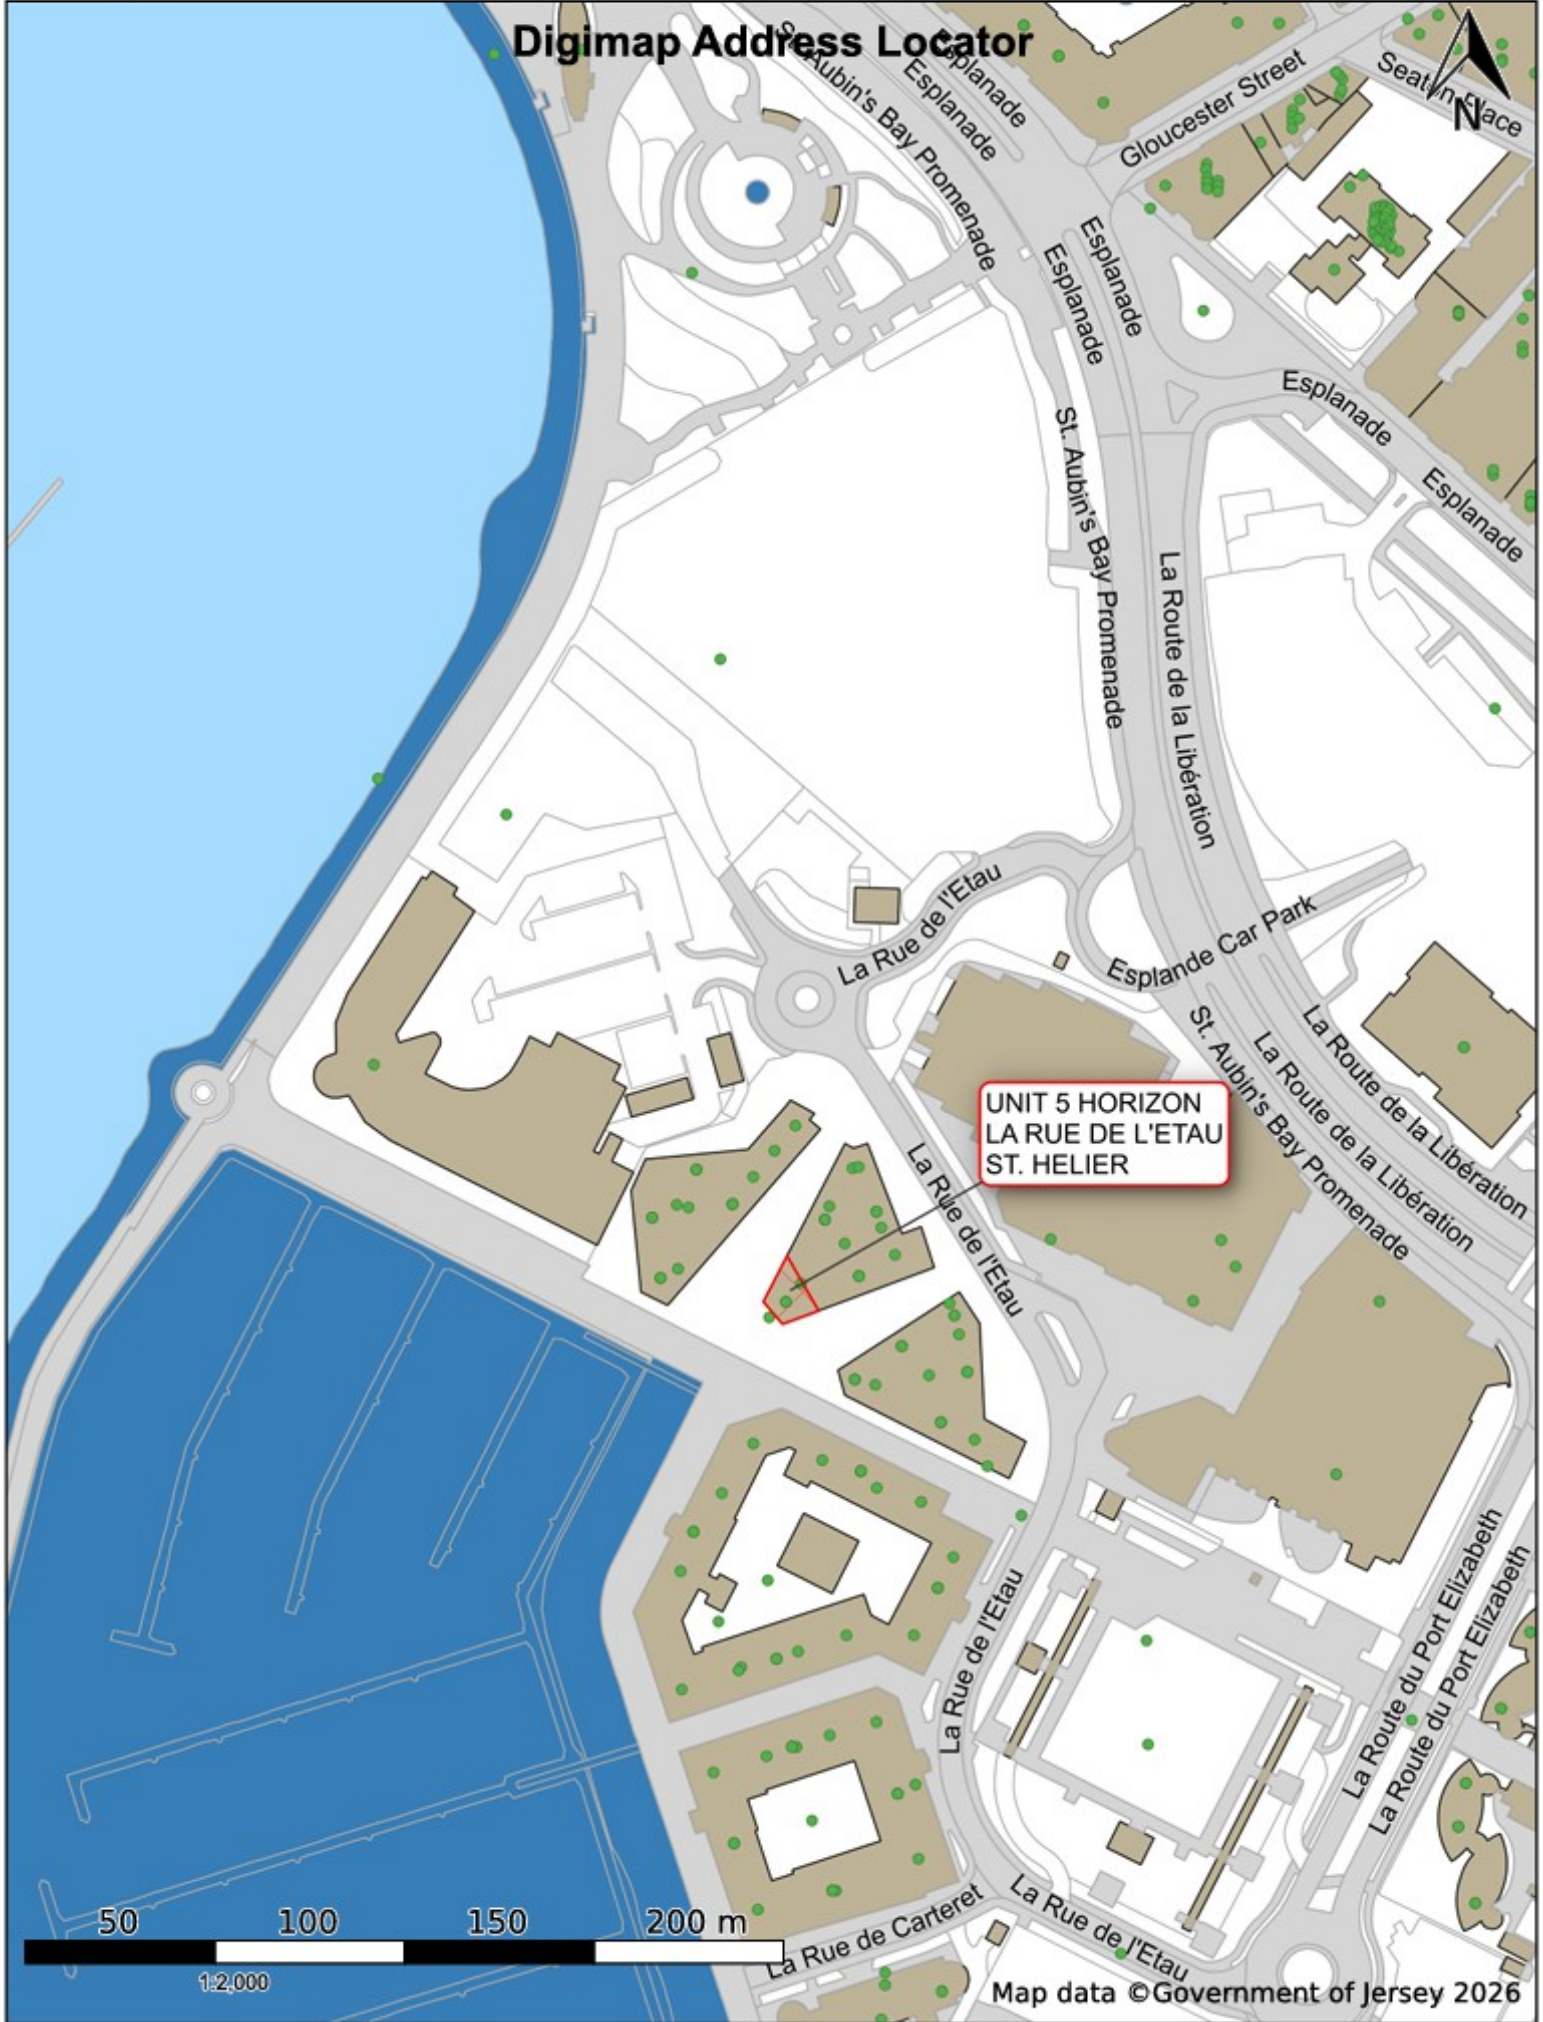 Digimap Address Locator
St. Aubin's Bay Promenade
Esplanade
Esplanade
Gloucester Street
Seaton Place
N
Esplanade
Esplanade
Esplanade
Esplanade
St. Aubin's Bay Promenade
La Route de la Libération
La Rue de l'Etau
Esplande Car Park
St. Aubin's Bay Promenade
La Route de la Libération
La Route de la Libération
UNIT 5 HORIZON
LA RUE DE L'ETAU
ST. HELIER
La Rue de l'Etau
La Rue de l'Etau
La Route du Port Elizabeth
La Route du Port Elizabeth
La Rue de Carteret
La Rue de l'Etau
50 100 150 200 m
1:2,000
Map data ©Government of Jersey 2026